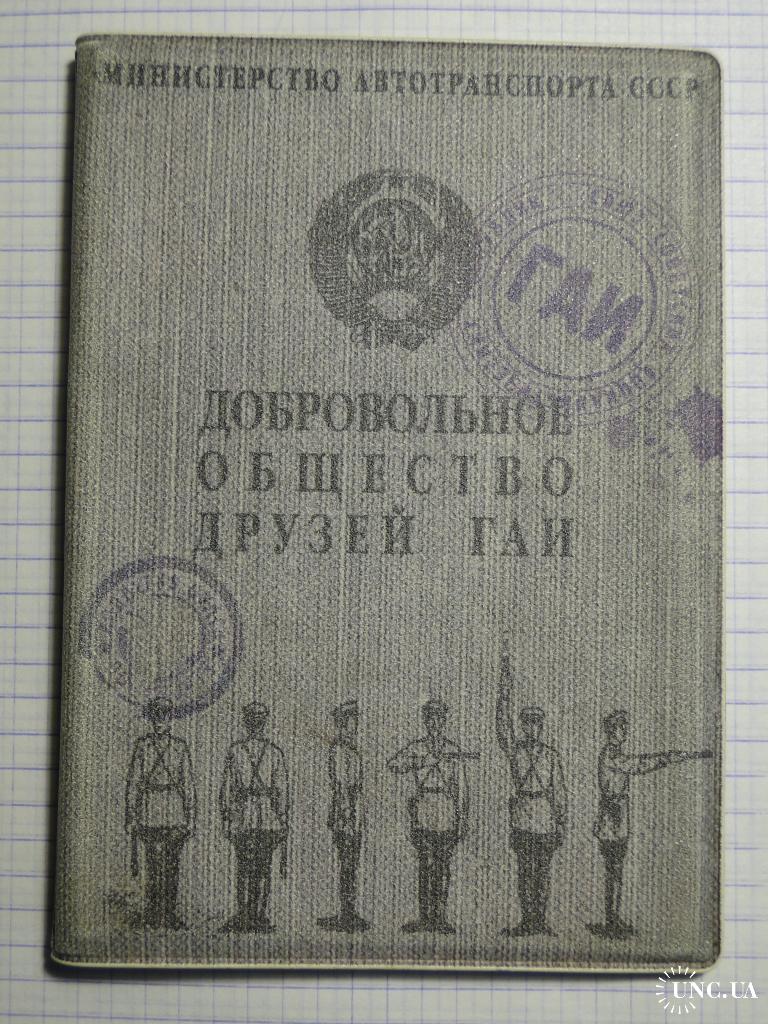 МИНИСТЕРСТВО АВТОТРАНСПОРТА СССР
ГАИ
ДОБРОВОЛЬНОЕ
ОБЩЕСТВО
ДРУЗЕЙ ГАИ
UNC.UA